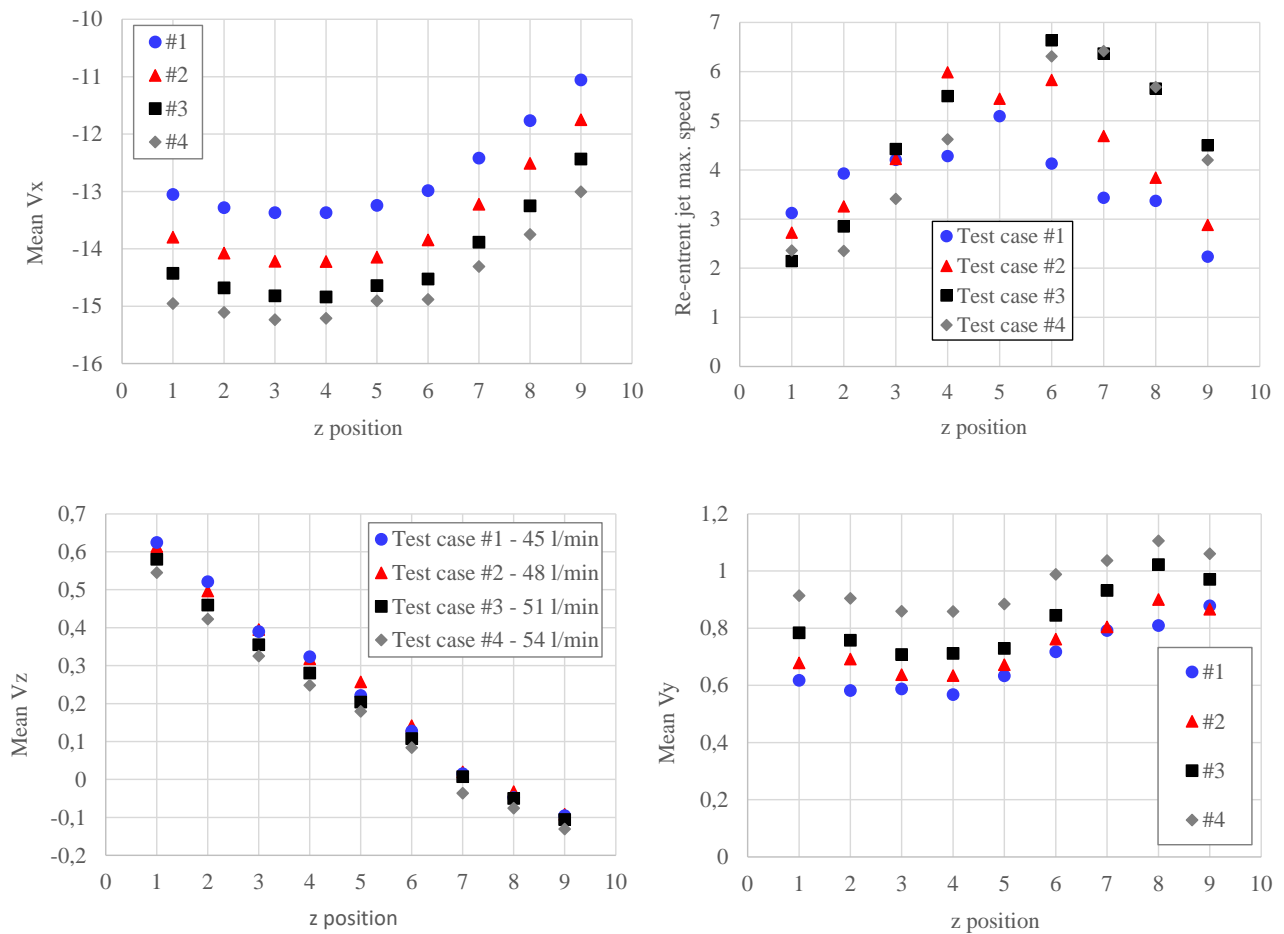 -10
-11
-12
-13
-14
-15
-16
Mean Vx
#1
#2
#3
#4
0 1 2 3 4 5 6 7 8 9 10
z position
7
6
5
4
3
2
1
0
Re-entrent jet max. speed
Test case #1
Test case #2
Test case #3
Test case #4
0 1 2 3 4 5 6 7 8 9 10
z position
0,7
0,6
0,5
0,4
0,3
0,2
0,1
0
-0,1
-0,2
Mean Vz
Test case #1 - 45 l/min
Test case #2 - 48 l/min
Test case #3 - 51 l/min
Test case #4 - 54 l/min
0 1 2 3 4 5 6 7 8 9 10
z position
1,2
1
0,8
0,6
0,4
0,2
0
Mean Vy
#1
#2
#3
#4
0 1 2 3 4 5 6 7 8 9 10
z position